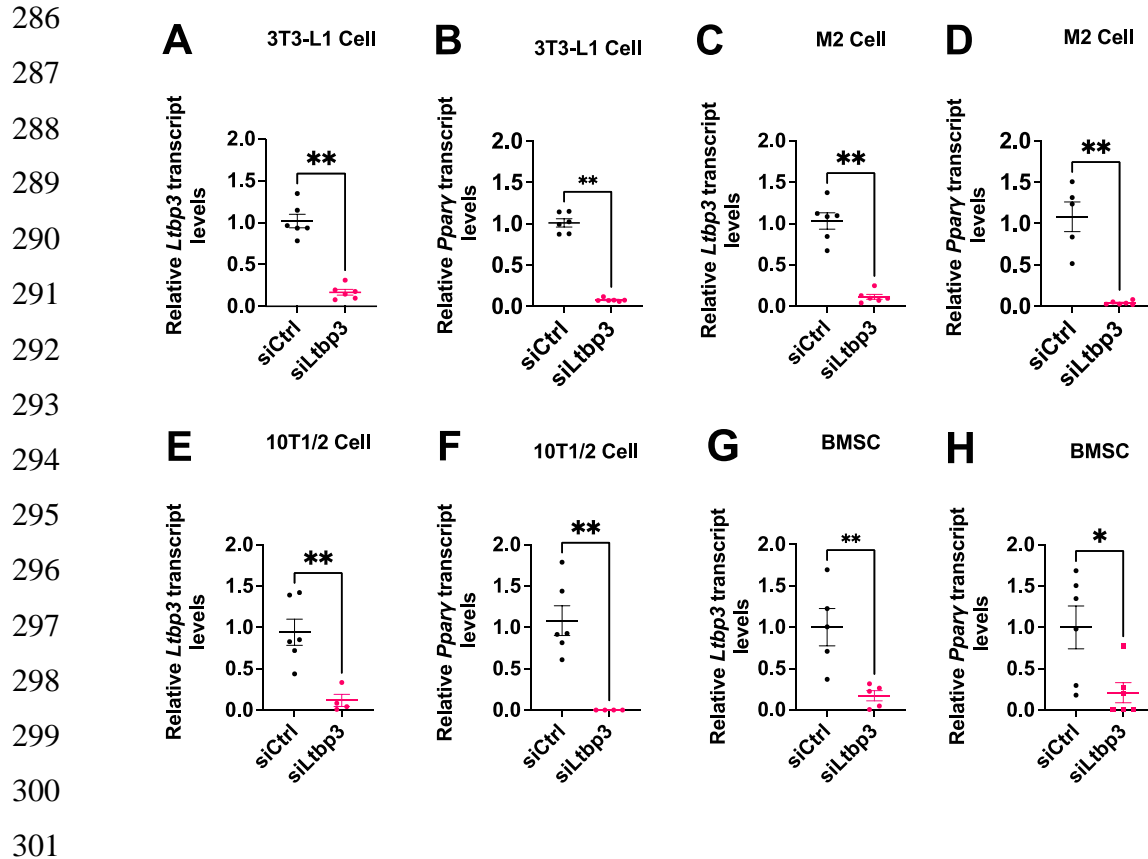 286
287
288
289
290
291
292
293
294
295
296
297
298
299
300
301
A
3T3-L1 Cell
Relative Ltbp3 transcript
levels
2.0
1.5
1.0
0.5
0.0
**
siCtrl
siLtbp3
B
3T3-L1 Cell
Relative Pparγ transcript
levels
2.0
1.5
1.0
0.5
0.0
**
siCtrl
siLtbp3
C
M2 Cell
Relative Ltbp3 transcript
levels
2.0
1.5
1.0
0.5
0.0
**
siCtrl
siLtbp3
D
M2 Cell
Relative Pparγ transcript
levels
2.0
1.5
1.0
0.5
0.0
**
siCtrl
siLtbp3
E
10T1/2 Cell
Relative Ltbp3 transcript
levels
2.0
1.5
1.0
0.5
0.0
**
siCtrl
siLtbp3
F
10T1/2 Cell
Relative Pparγ transcript
levels
2.0
1.5
1.0
0.5
0.0
**
siCtrl
siLtbp3
G
BMSC
Relative Ltbp3 transcript
levels
2.0
1.5
1.0
0.5
0.0
**
siCtrl
siLtbp3
H
BMSC
Relative Pparγ transcript
levels
2.0
1.5
1.0
0.5
0.0
*
siCtrl
siLtbp3